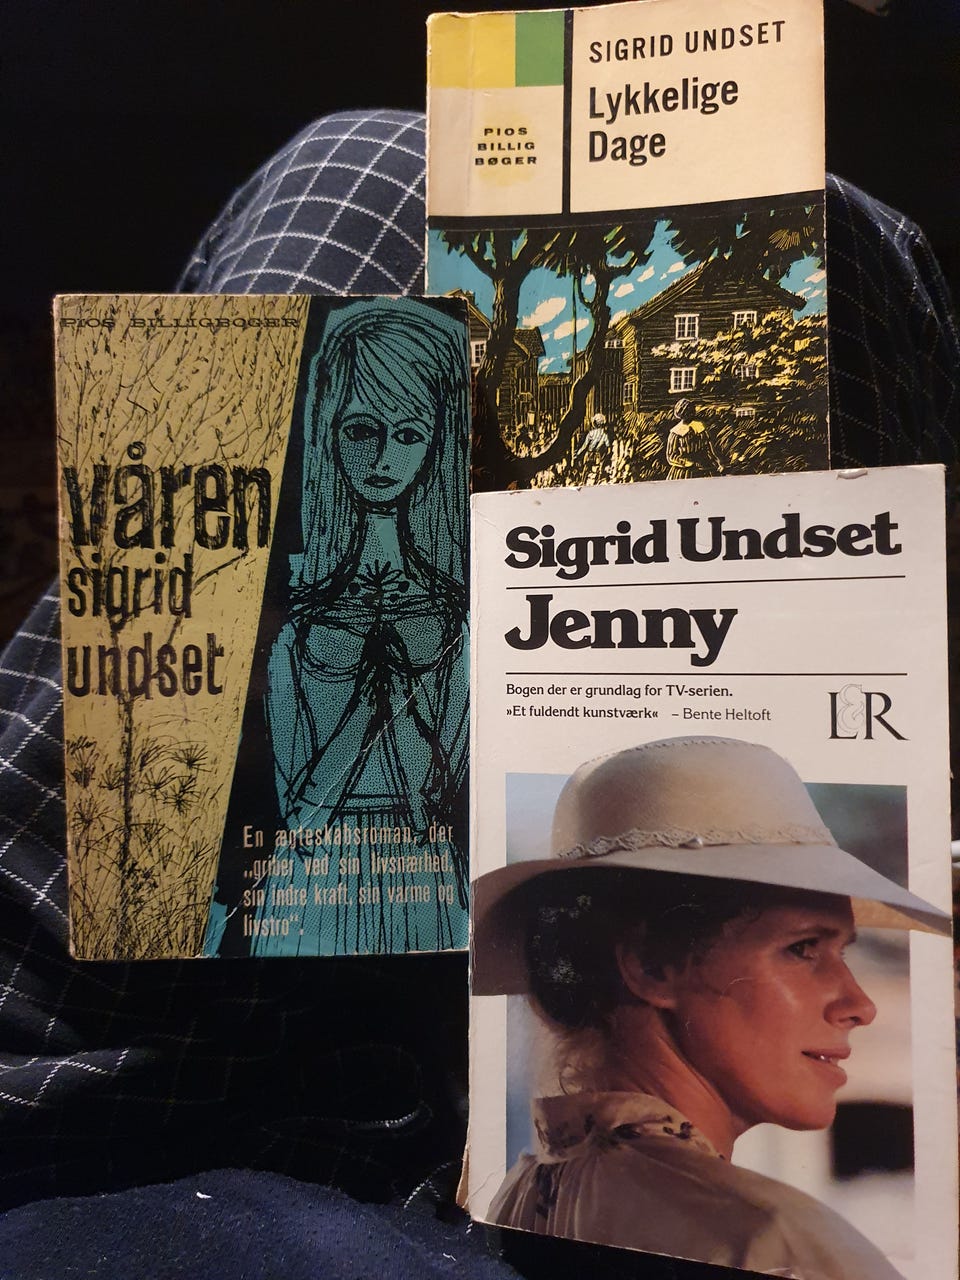 SIGRID UNDSET
Lykkelige
Dage
PIOS
BILLIG
BØGER
PIOS BILLIGBØGER
våren
sigrid
undset
En ægteskabsroman, der
„griber ved sin livsnærhed,
sin indre kraft, sin varme og
livstro“.
Sigrid Undset
Jenny
Bogen der er grundlag for TV-serien.
»Et fuldendt kunstværk« – Bente Heltoft
L&R